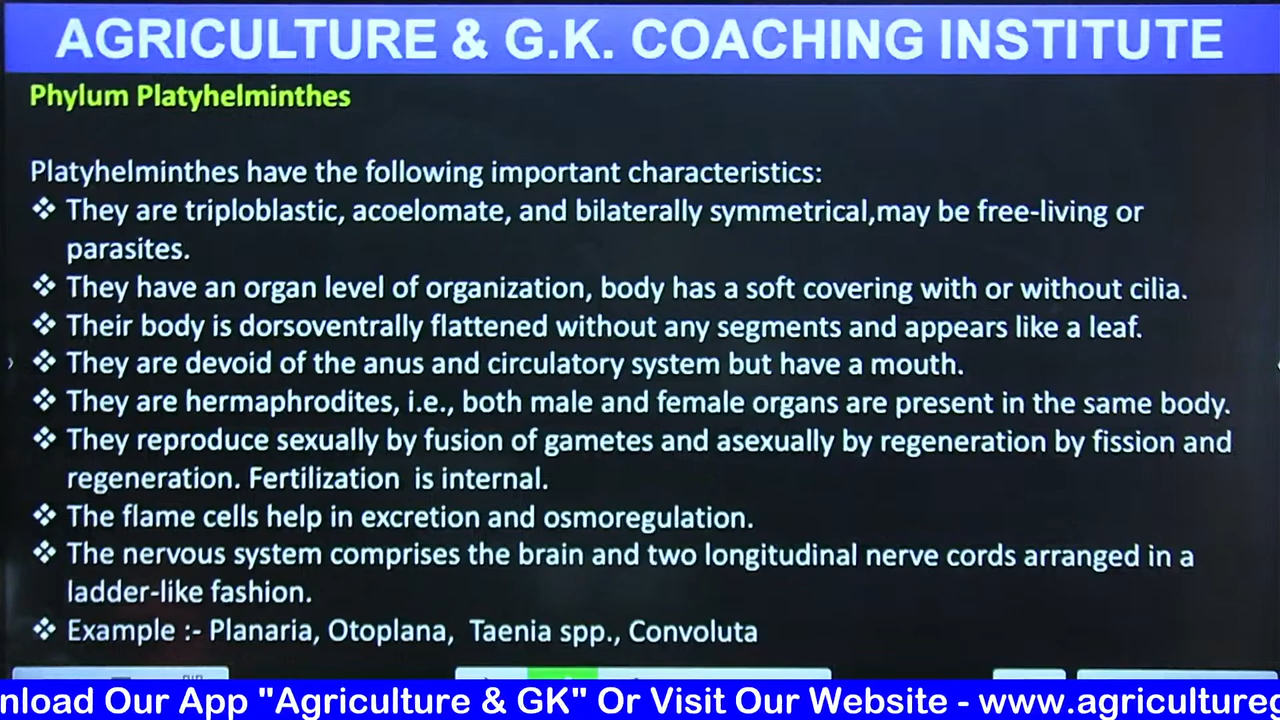 AGRICULTURE & G.K. COACHING INSTITUTE
Phylum Platyhelminthes
Platyhelminthes have the following important characteristics:
❖ They are triploblastic, acoelomate, and bilaterally symmetrical,may be free-living or
parasites.
❖ They have an organ level of organization, body has a soft covering with or without cilia.
❖ Their body is dorsoventrally flattened without any segments and appears like a leaf.
❖ They are devoid of the anus and circulatory system but have a mouth.
❖ They are hermaphrodites, i.e., both male and female organs are present in the same body.
❖ They reproduce sexually by fusion of gametes and asexually by regeneration by fission and
regeneration. Fertilization is internal.
❖ The flame cells help in excretion and osmoregulation.
❖ The nervous system comprises the brain and two longitudinal nerve cords arranged in a
ladder-like fashion.
❖ Example :- Planaria, Otoplana, Taenia spp., Convoluta
nload Our App "Agriculture & GK" Or Visit Our Website - www.agricultureg